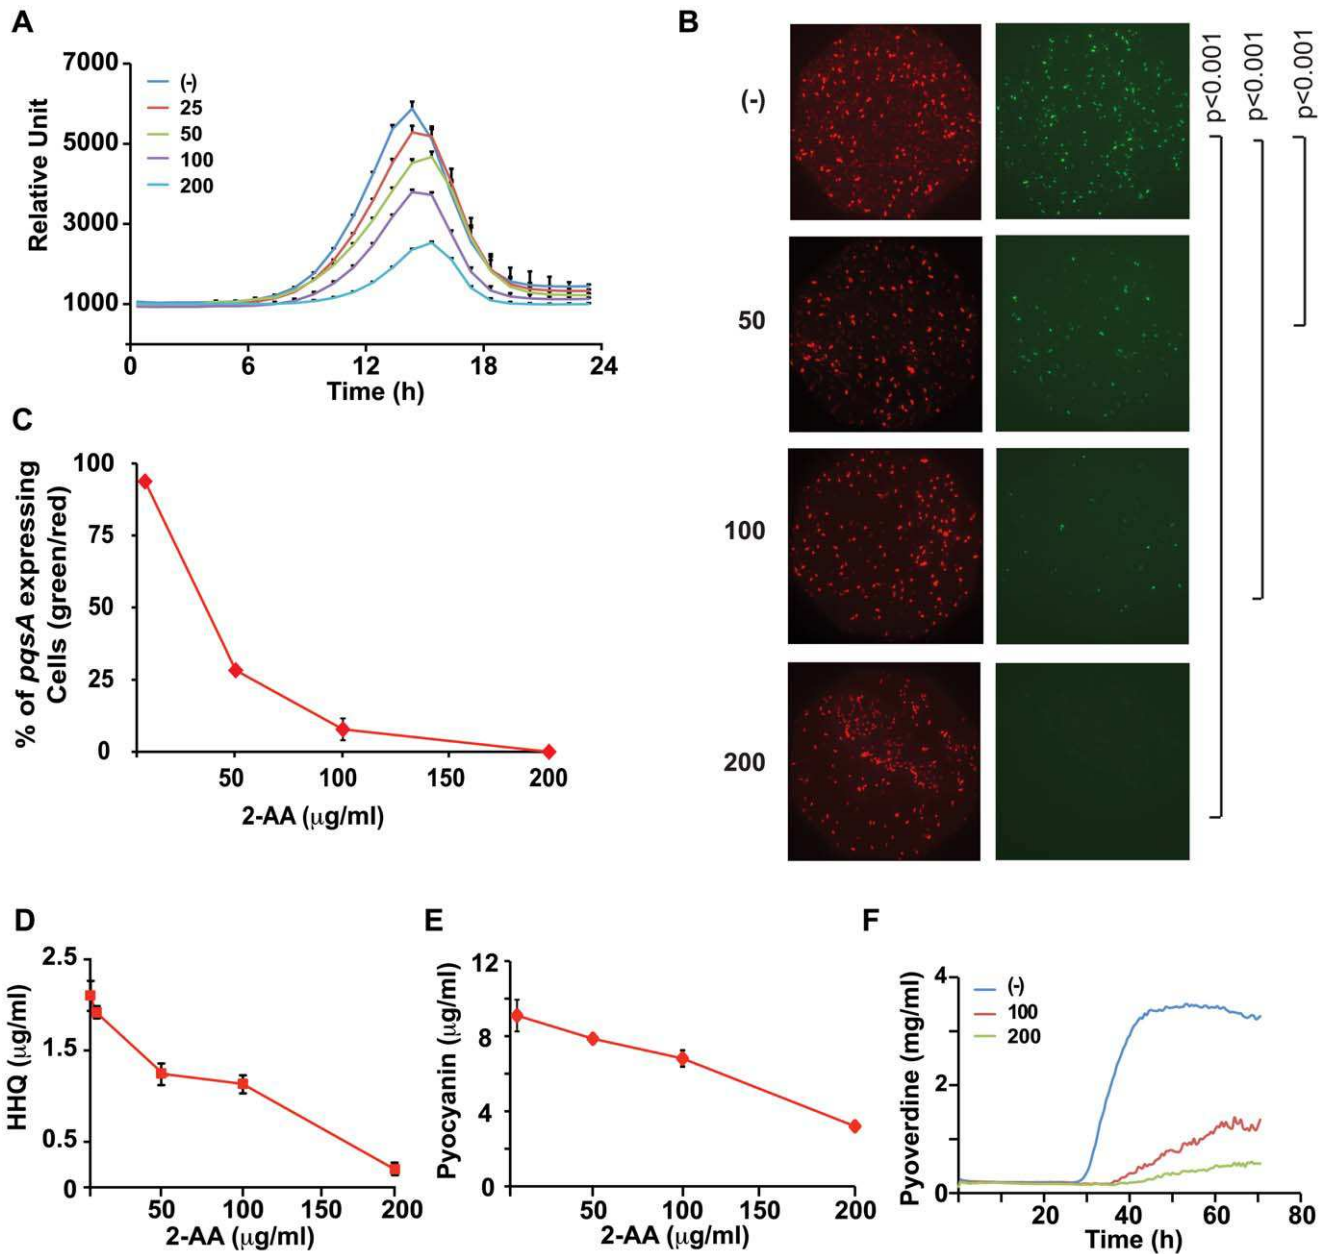 A
7000
5000
3000
1000
Relative Unit
(-)
25
50
100
200
0 6 12 18 24
Time (h)
B
(-)
50
100
200
p<0.001
p<0.001
p<0.001
C
100
75
50
25
0
% of pqsA expressing
Cells (green/red)
50 100 150 200
2-AA (μg/ml)
D
2.5
1.5
0.5
0
HHQ (μg/ml)
50 100 150 200
2-AA (μg/ml)
E
12
8
4
0
Pyocyanin (μg/ml)
50 100 150 200
2-AA (μg/ml)
F
4
2
0
Pyoverdine (mg/ml)
(-)
100
200
20 40 60 80
Time (h)